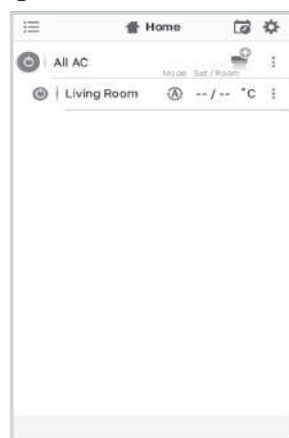 Home
All AC
Mode Set / Room
Living Room A --/-- °C